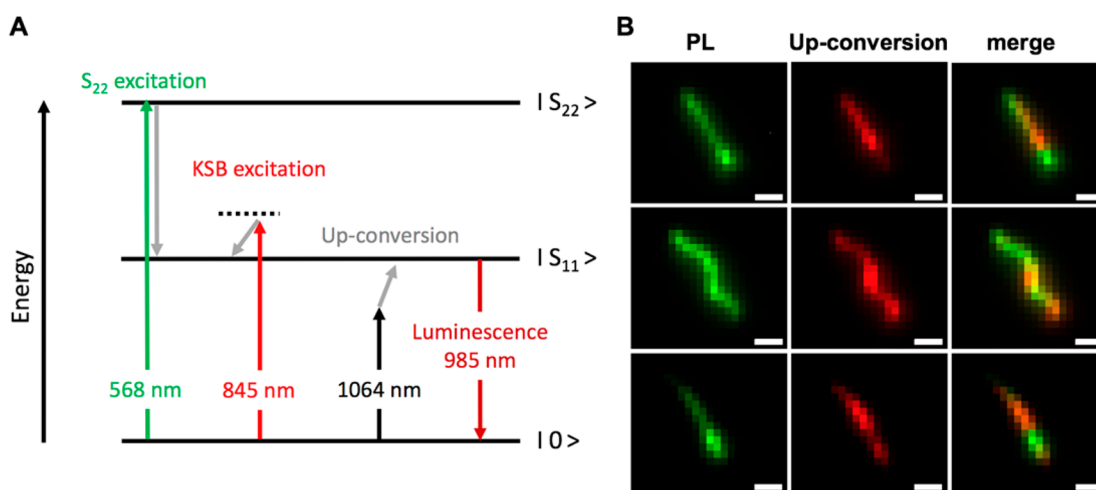 A
S22 excitation
| S22 >
KSB excitation
Up-conversion
| S11 >
Energy
Luminescence
985 nm
568 nm
845 nm
1064 nm
| 0 >
B
PL
Up-conversion
merge